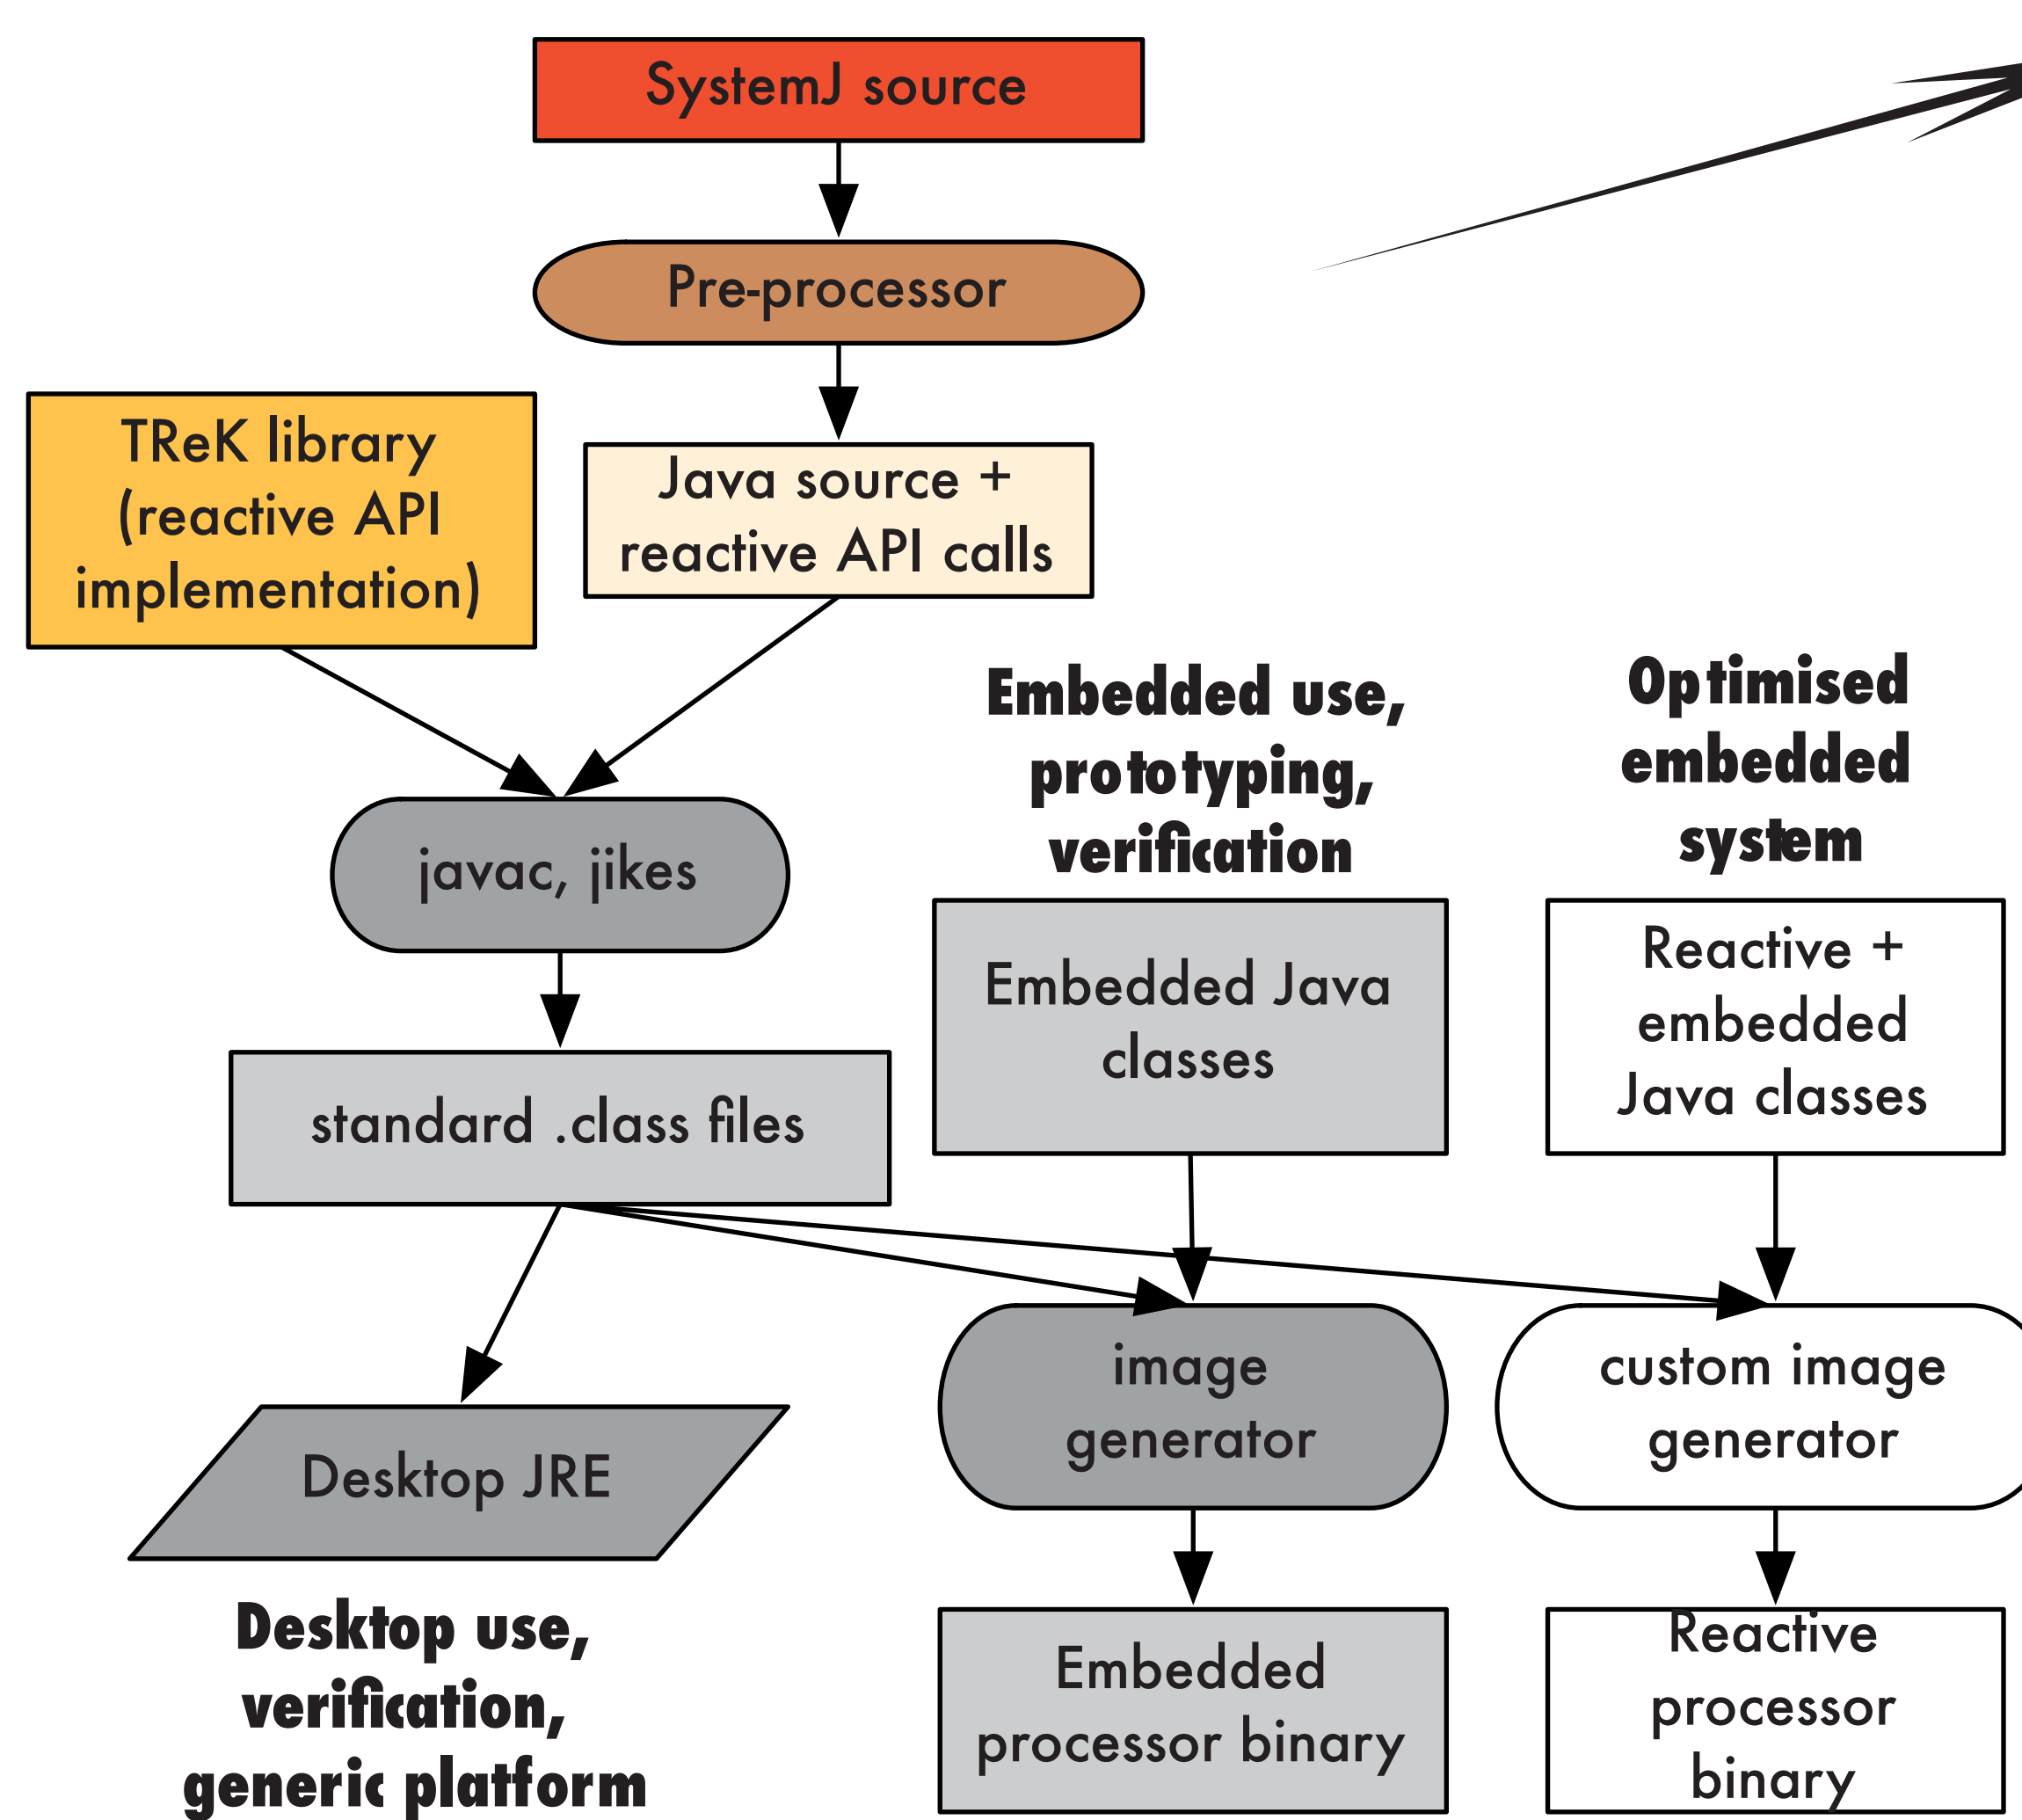 SystemJ source
Pre-processor
TReK library
(reactive API
implementation)
Java source +
reactive API calls
Embedded use,
prototyping,
verification
Optimised
embedded
system
javac, jikes
Embedded Java
classes
Reactive +
embedded
Java classes
standard .class files
image
generator
custom image
generator
Desktop JRE
Desktop use,
verification,
generic platform
Embedded
processor binary
Reactive
processor
binary